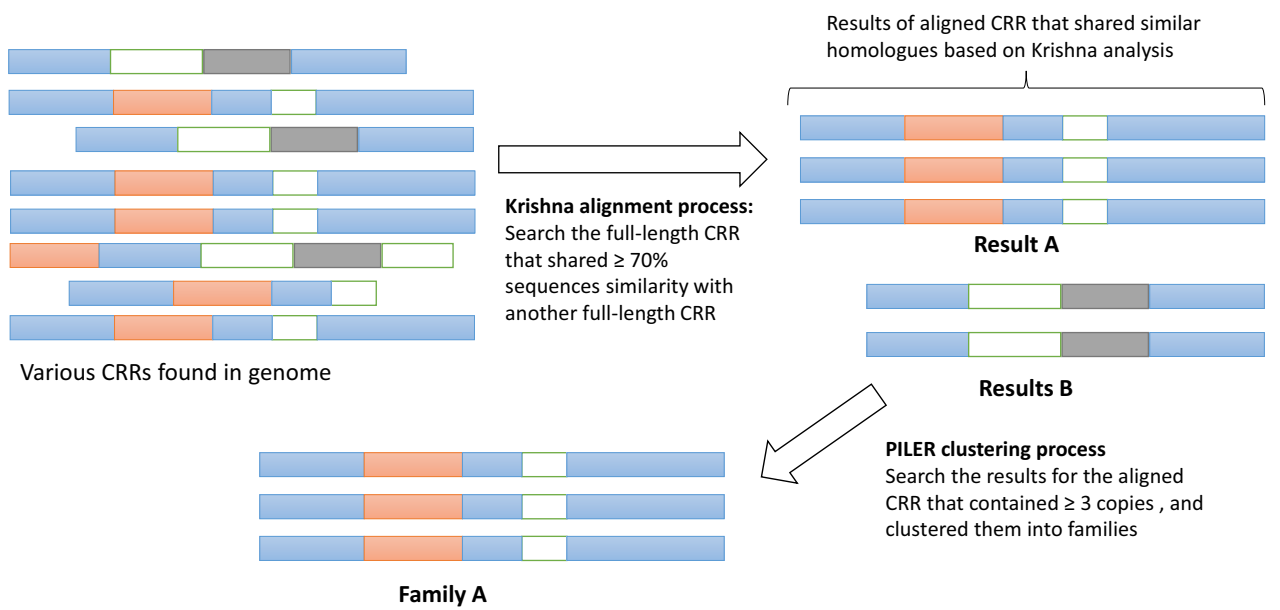 Results of aligned CRR that shared similar
homologues based on Krishna analysis
Krishna alignment process:
Search the full-length CRR
that shared ≥ 70%
sequences similarity with
another full-length CRR
Result A
Various CRRs found in genome
Results B
PILER clustering process
Search the results for the aligned
CRR that contained ≥ 3 copies , and
clustered them into families
Family A